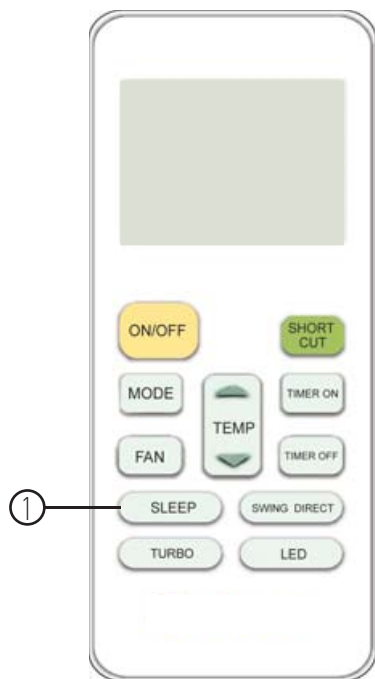 ON/OFF
SHORT
CUT
MODE
TEMP
TIMER ON
FAN
TIMER OFF
1
SLEEP
SWING DIRECT
TURBO
LED